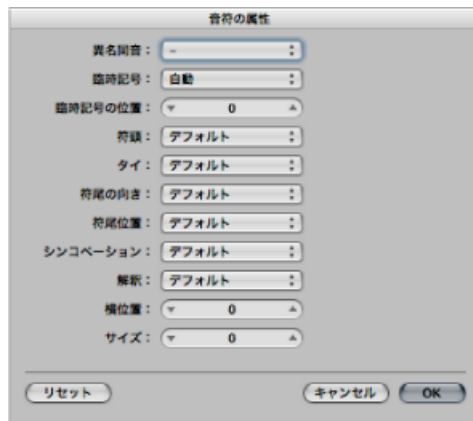 音符の属性
異名同音： -
臨時記号： 自動
臨時記号の位置： 0
符頭： デフォルト
タイ： デフォルト
符尾の向き： デフォルト
符尾位置： デフォルト
シンコペーション： デフォルト
解釈： デフォルト
横位置： 0
サイズ： 0
リセット キャンセル OK